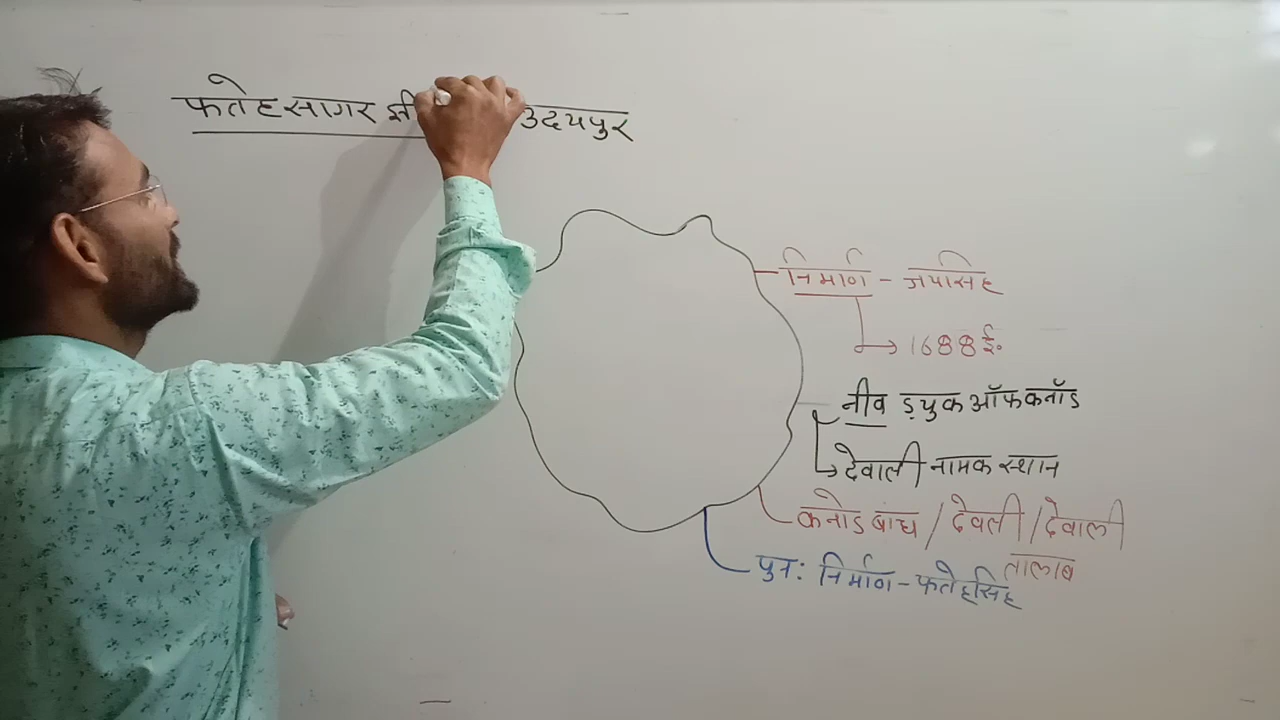 फतेहसागर झी उदयपुर
निर्माण - जयसिंह
1688 ई॰
नीव ड़युक ऑफ कनॉड
देवाली नामक स्थान
कनोड बांध / देवली / देवाली
तालाब
पुन: निर्माण - फतेहसिंह